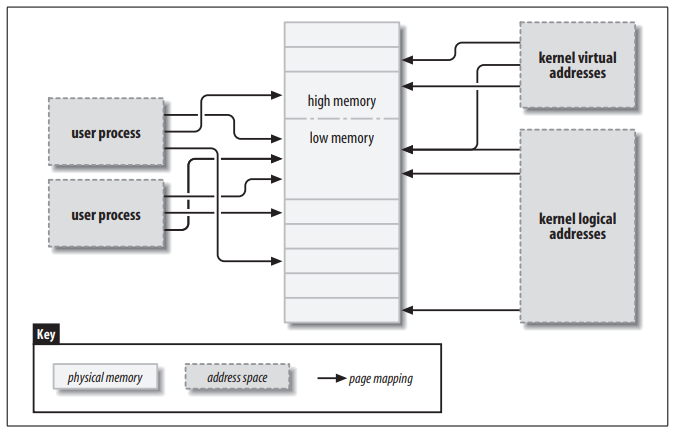 high memory
low memory
user process
user process
kernel virtual
addresses
kernel logical
addresses
Key
physical memory
address space
page mapping